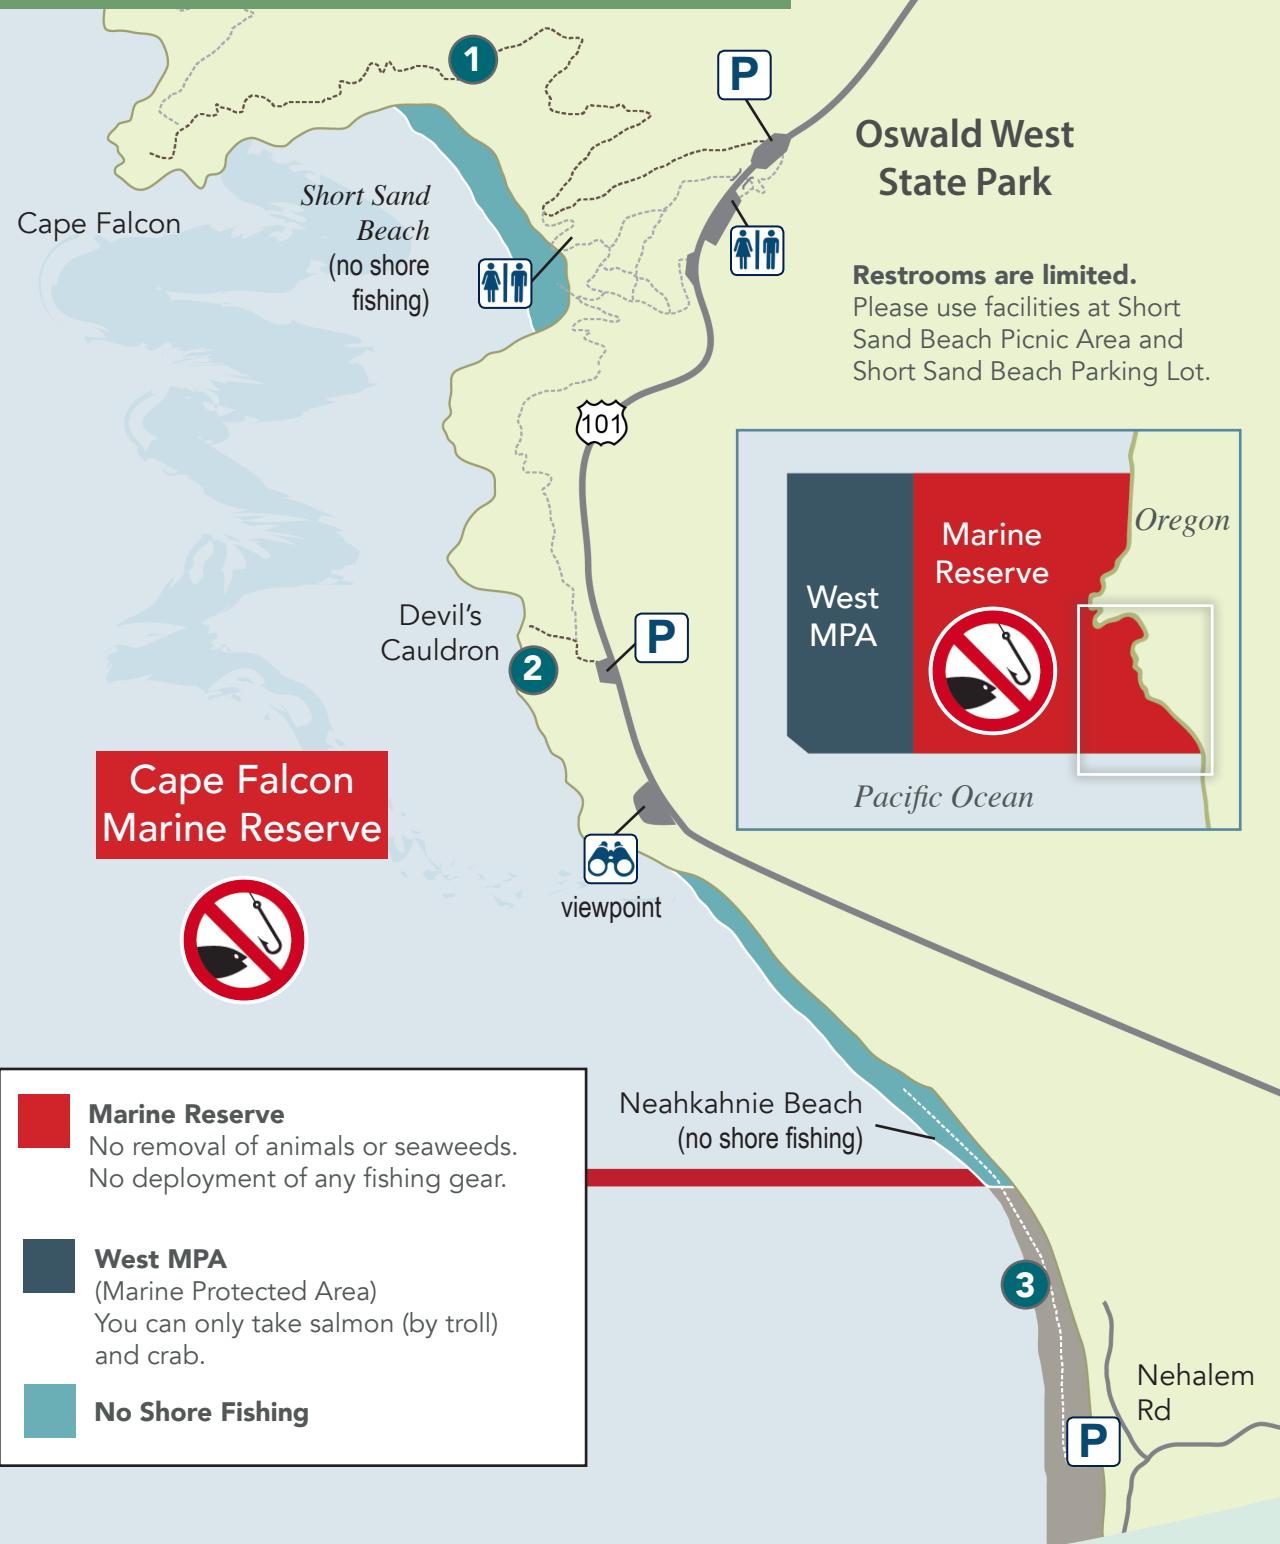 1
P
Oswald West
State Park
Short Sand
Beach
(no shore
fishing)
Cape Falcon
Restrooms are limited.
Please use facilities at Short
Sand Beach Picnic Area and
Short Sand Beach Parking Lot.
101
Marine
Reserve
Oregon
West
MPA
Pacific Ocean
Devil's
Cauldron
2
P
Cape Falcon
Marine Reserve
viewpoint
Neahkahnie Beach
(no shore fishing)
Marine Reserve
No removal of animals or seaweeds.
No deployment of any fishing gear.
West MPA
(Marine Protected Area)
You can only take salmon (by troll)
and crab.
No Shore Fishing
3
Nehalem
Rd
P